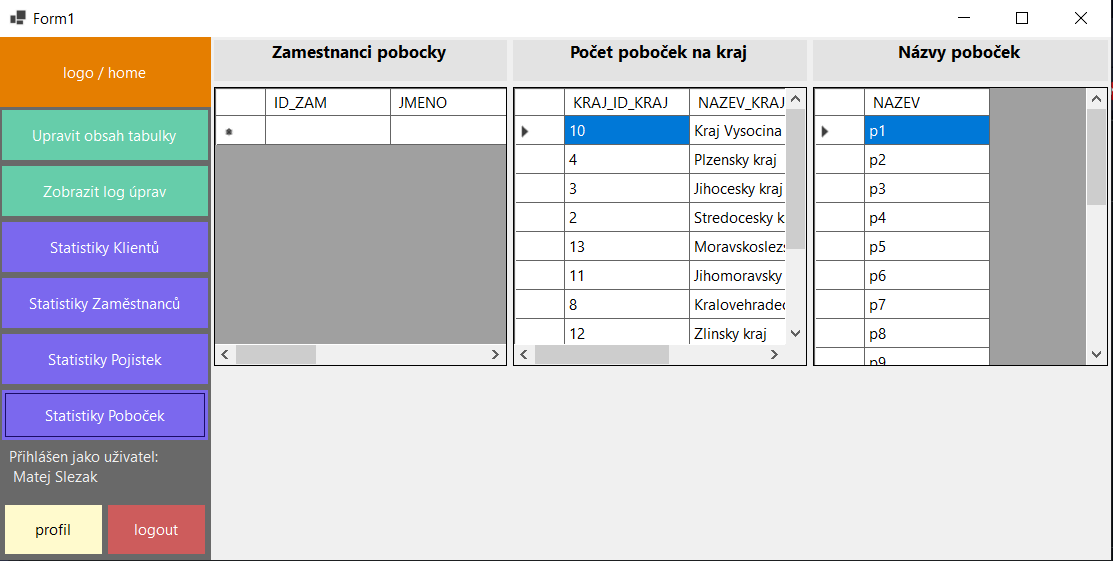 Form1
logo / home
Upravit obsah tabulky
Zobrazit log úprav
Statistiky Klientů
Statistiky Zaměstnanců
Statistiky Pojistek
Statistiky Poboček
Přihlášen jako uživatel:
Matej Slezak
profil
logout
Zamestnanci pobocky
ID_ZAM JMENO
Počet poboček na kraj
KRAJ_ID_KRAJ NAZEV_KRAJ
10 Kraj Vysocina
4 Plzensky kraj
3 Jihocesky kraj
2 Stredocesky k
13 Moravskoslezs
11 Jihomoravsky
8 Kralovehradec
12 Zlinsky kraj
Názvy poboček
NAZEV
p1
p2
p3
p4
p5
p6
p7
p8
p9